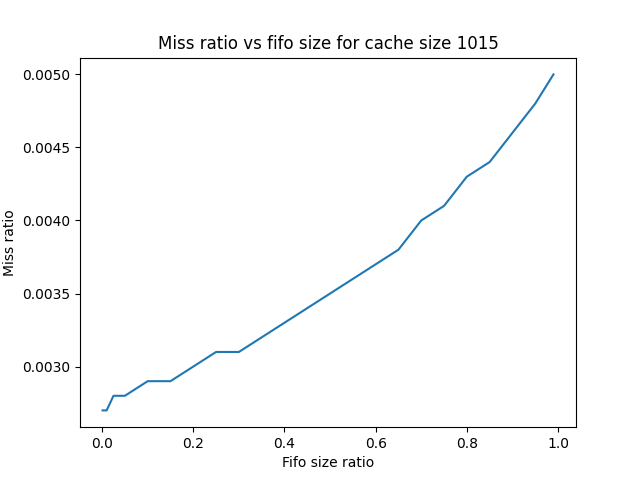 Miss ratio vs fifo size for cache size 1015
0.0050
0.0045
0.0040
0.0035
0.0030
Miss ratio
0.0 0.2 0.4 0.6 0.8 1.0
Fifo size ratio